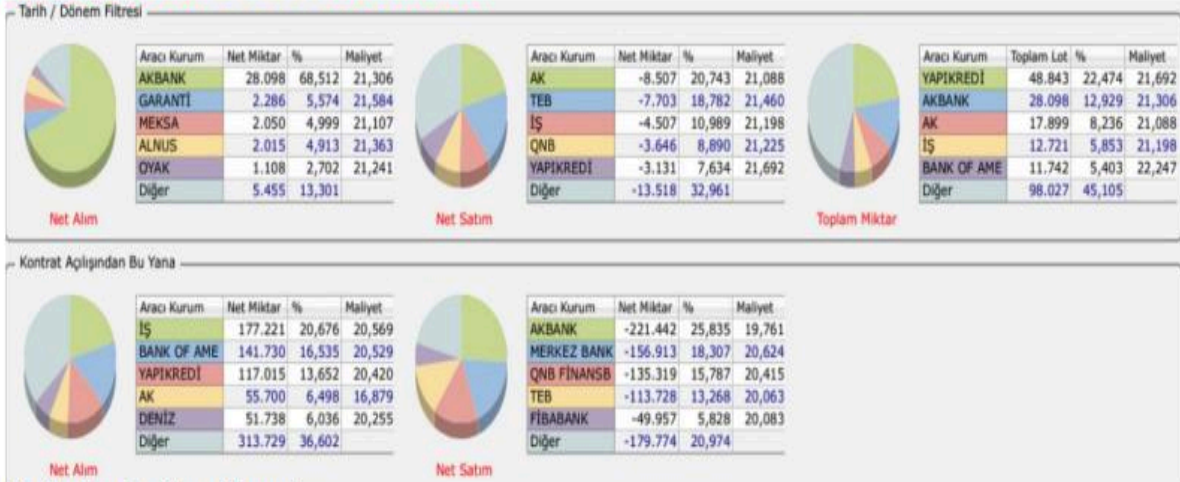 Tarih / Dönem Filtresi
Aracı Kurum Net Miktar % Maliyet
AKBANK 28.098 68,512 21,306
GARANTİ 2.286 5,574 21,584
MEKSA 2.050 4,999 21,107
ALNUS 2.015 4,913 21,363
OYAK 1.108 2,702 21,241
Diğer 5.455 13,301
Net Alım
Aracı Kurum Net Miktar % Maliyet
AK -8.507 20,743 21,088
TEB -7.703 18,782 21,460
İŞ -4.507 10,989 21,198
QNB -3.646 8,890 21,225
YAPIKREDİ -3.131 7,634 21,692
Diğer -13.518 32,961
Net Satım
Aracı Kurum Toplam Lot % Maliyet
YAPIKREDİ 48.843 22,474 21,692
AKBANK 28.098 12,929 21,306
AK 17.899 8,236 21,088
İŞ 12.721 5,853 21,198
BANK OF AME 11.742 5,403 22,247
Diğer 98.027 45,105
Toplam Miktar
Kontrat Açılışından Bu Yana
Aracı Kurum Net Miktar % Maliyet
İŞ 177.221 20,676 20,569
BANK OF AME 141.730 16,535 20,529
YAPIKREDİ 117.015 13,652 20,420
AK 55.700 6,498 16,879
DENİZ 51.738 6,036 20,255
Diğer 313.729 36,602
Net Alım
Aracı Kurum Net Miktar % Maliyet
AKBANK -221.442 25,835 19,761
MERKEZ BANK -156.913 18,307 20,624
QNB FİNANSB -135.319 15,787 20,415
TEB -113.728 13,268 20,063
FİBABANK -49.957 5,828 20,083
Diğer -179.774 20,974
Net Satım